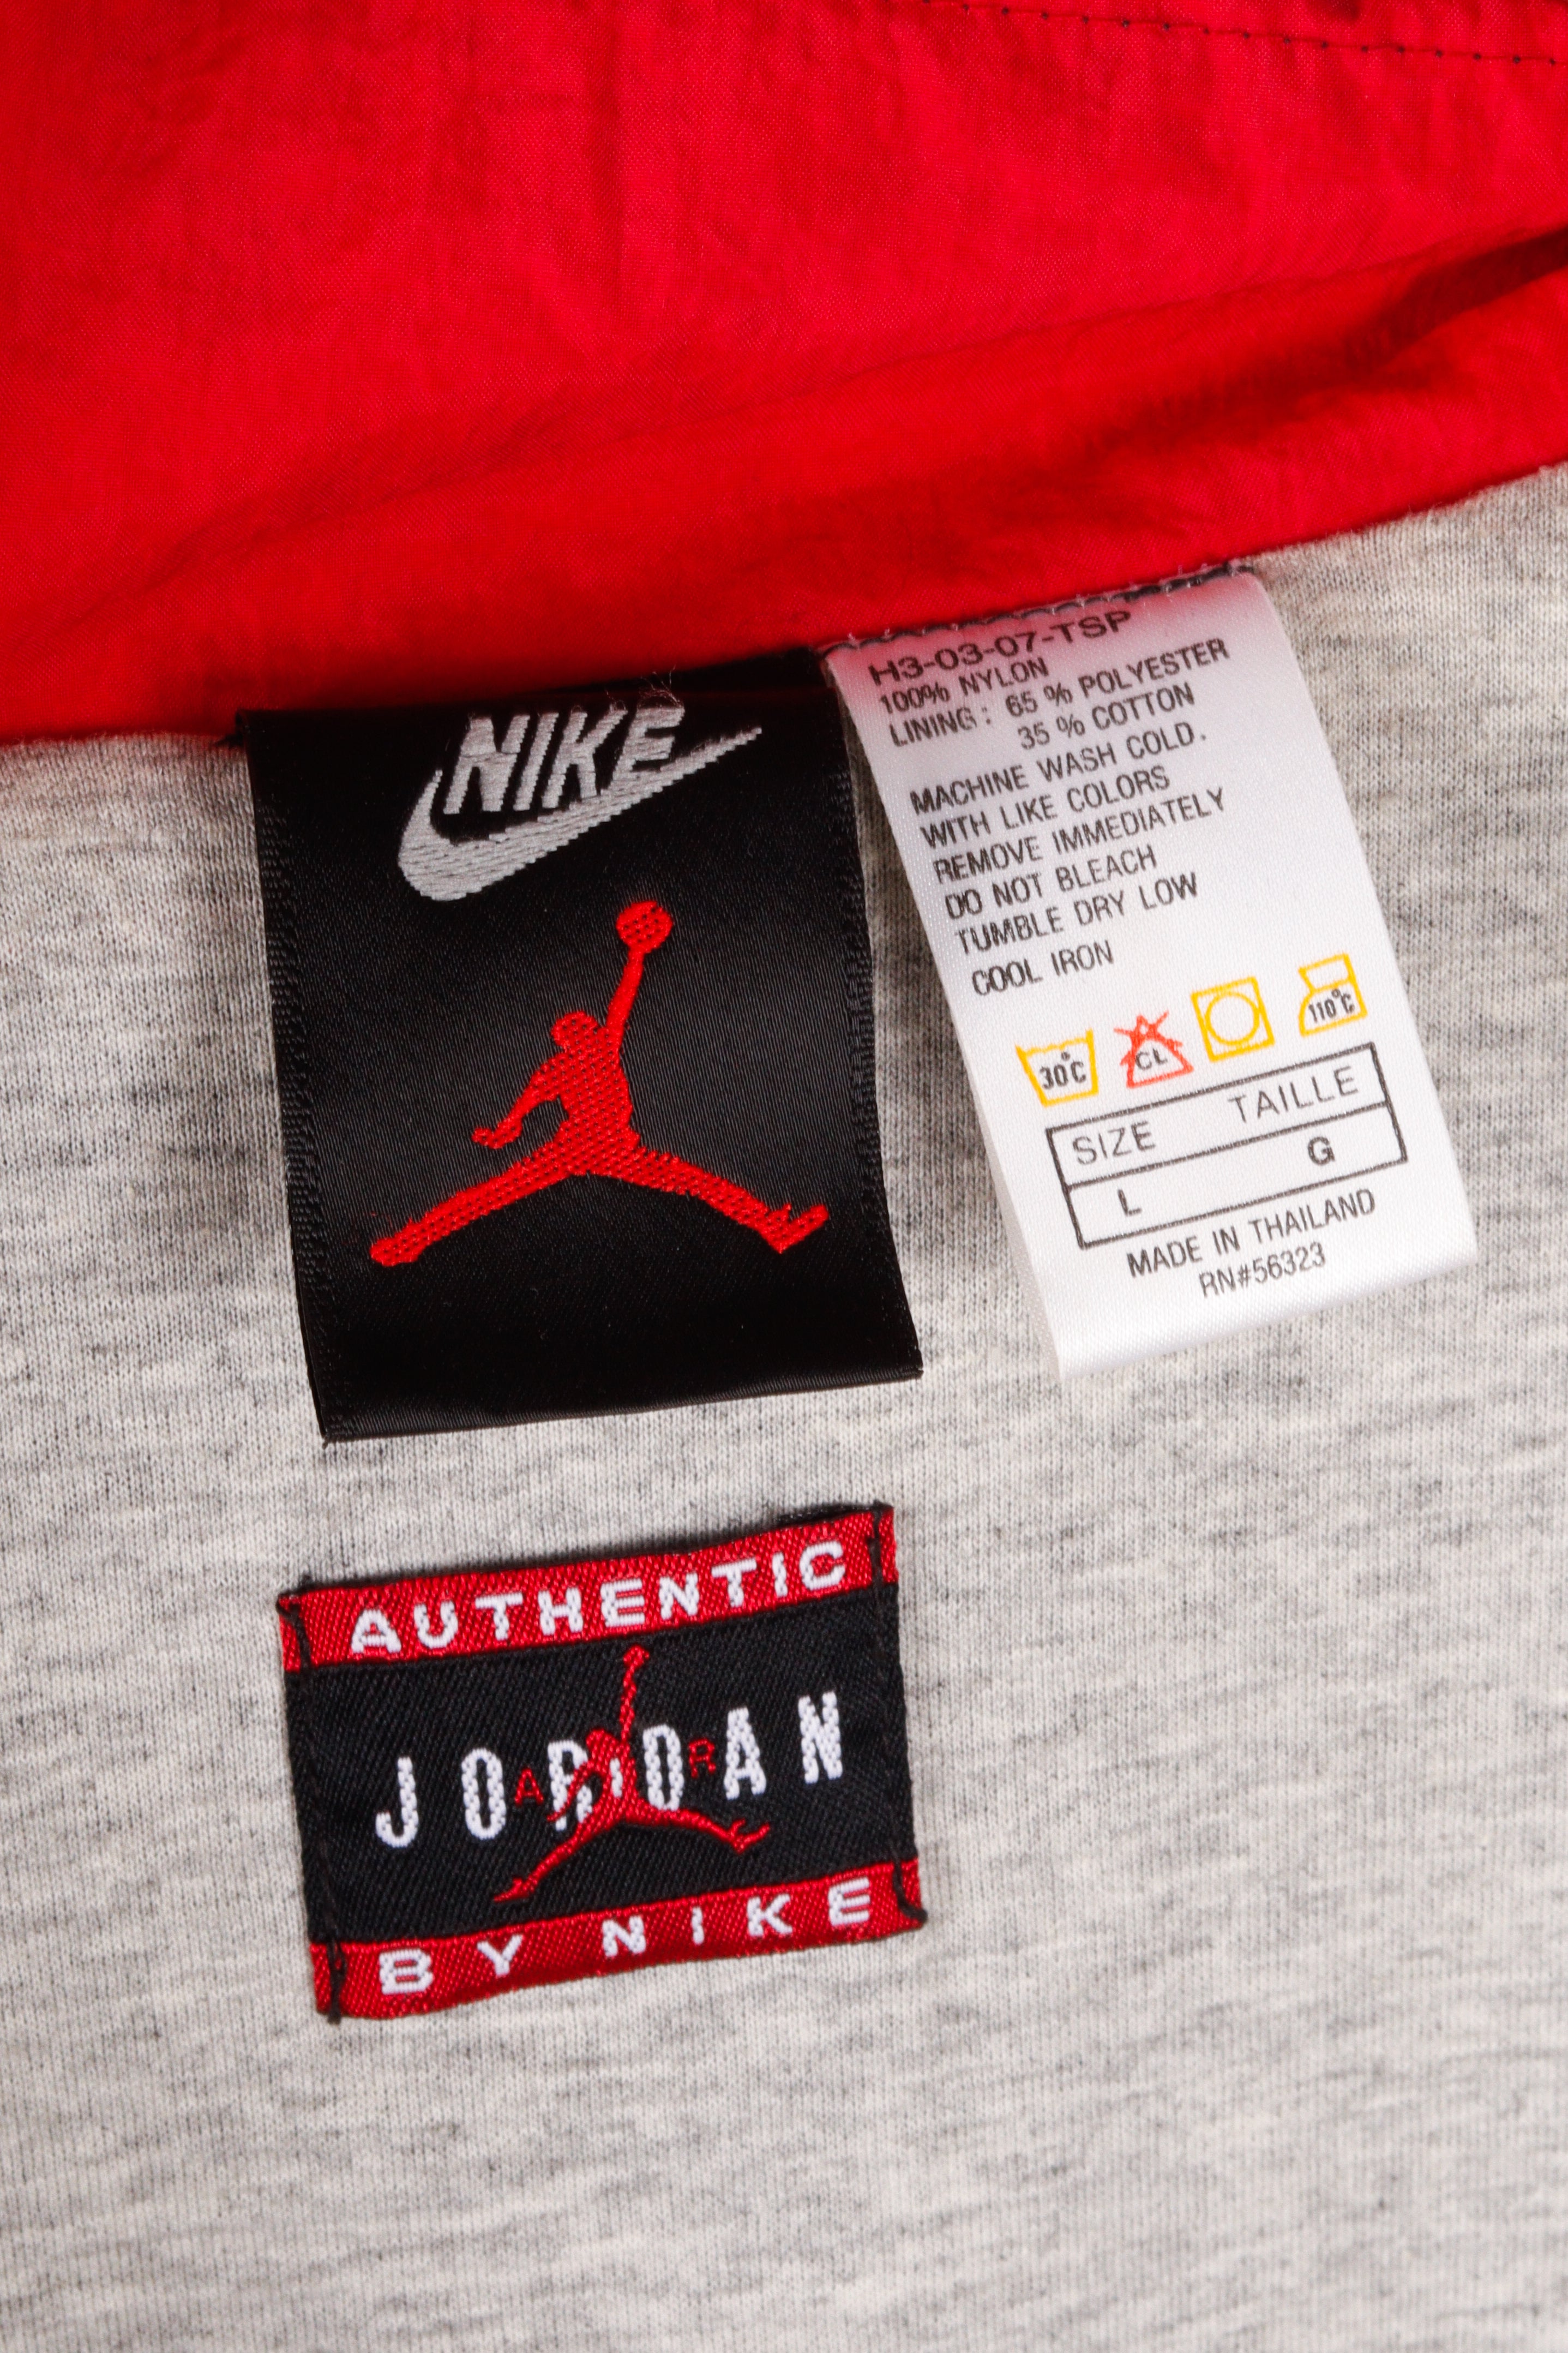 NIKE
H3-03-07-TSP
100% NYLON
LINING: 65 % POLYESTER
35 % COTTON
MACHINE WASH COLD.
WITH LIKE COLORS
REMOVE IMMEDIATELY
DO NOT BLEACH
TUMBLE DRY LOW
COOL IRON
30°C CL 110°C
SIZE TAILLE
L G
MADE IN THAILAND
RN#56323
AUTHENTIC
JORDAN
AIR
BY NIKE